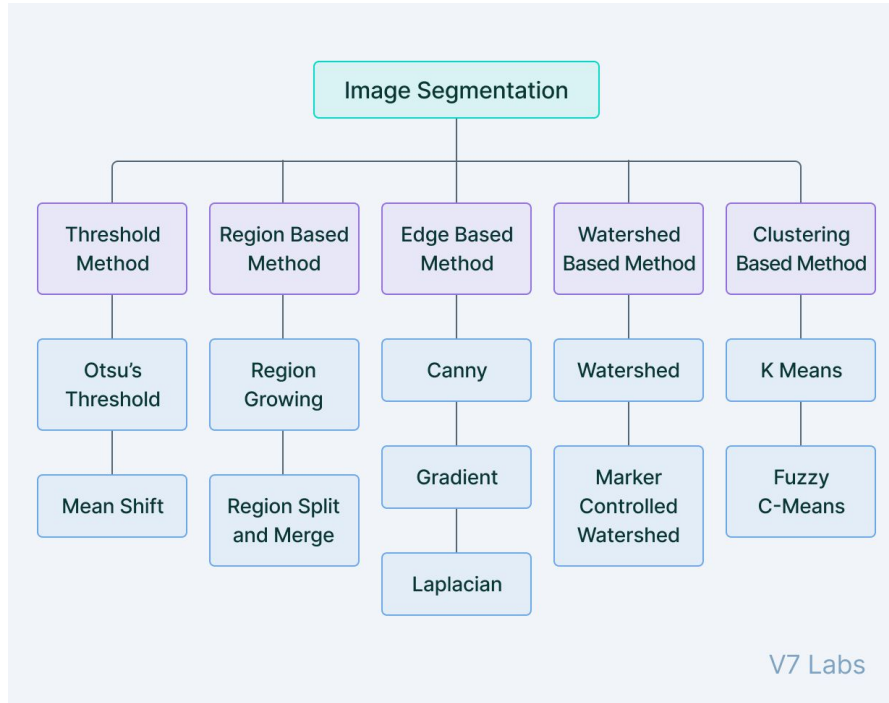 Image Segmentation
Threshold
Method
Region Based
Method
Edge Based
Method
Watershed
Based Method
Clustering
Based Method
Otsu’s
Threshold
Region
Growing
Canny
Watershed
K Means
Mean Shift
Region Split
and Merge
Gradient
Marker
Controlled
Watershed
Fuzzy
C-Means
Laplacian
V7 Labs